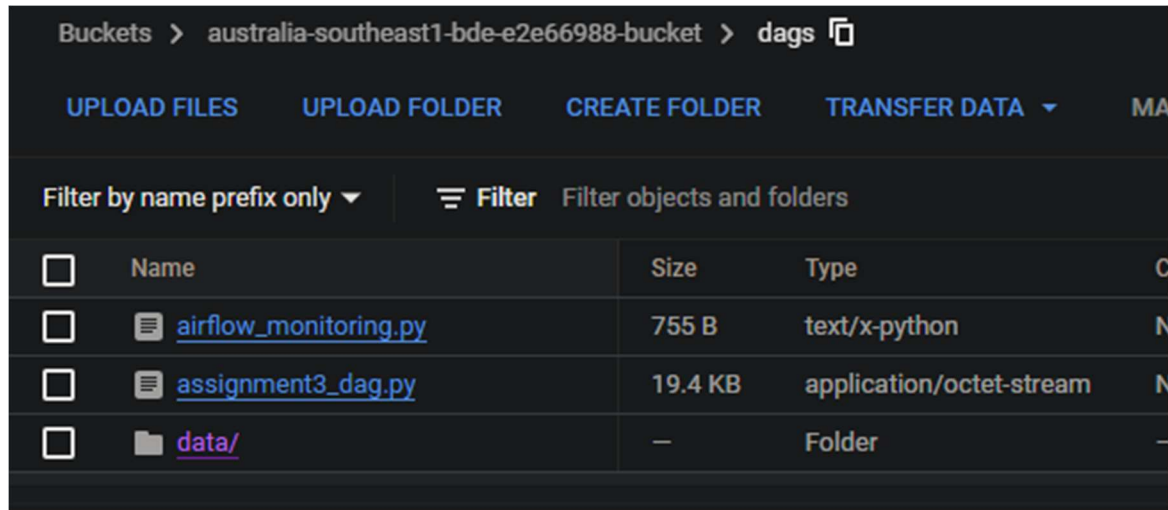 Buckets > australia-southeast1-bde-e2e66988-bucket > dags
UPLOAD FILES UPLOAD FOLDER CREATE FOLDER TRANSFER DATA MA
Filter by name prefix only Filter Filter objects and folders
Name Size Type C
airflow_monitoring.py 755 B text/x-python N
assignment3_dag.py 19.4 KB application/octet-stream N
data/ — Folder —